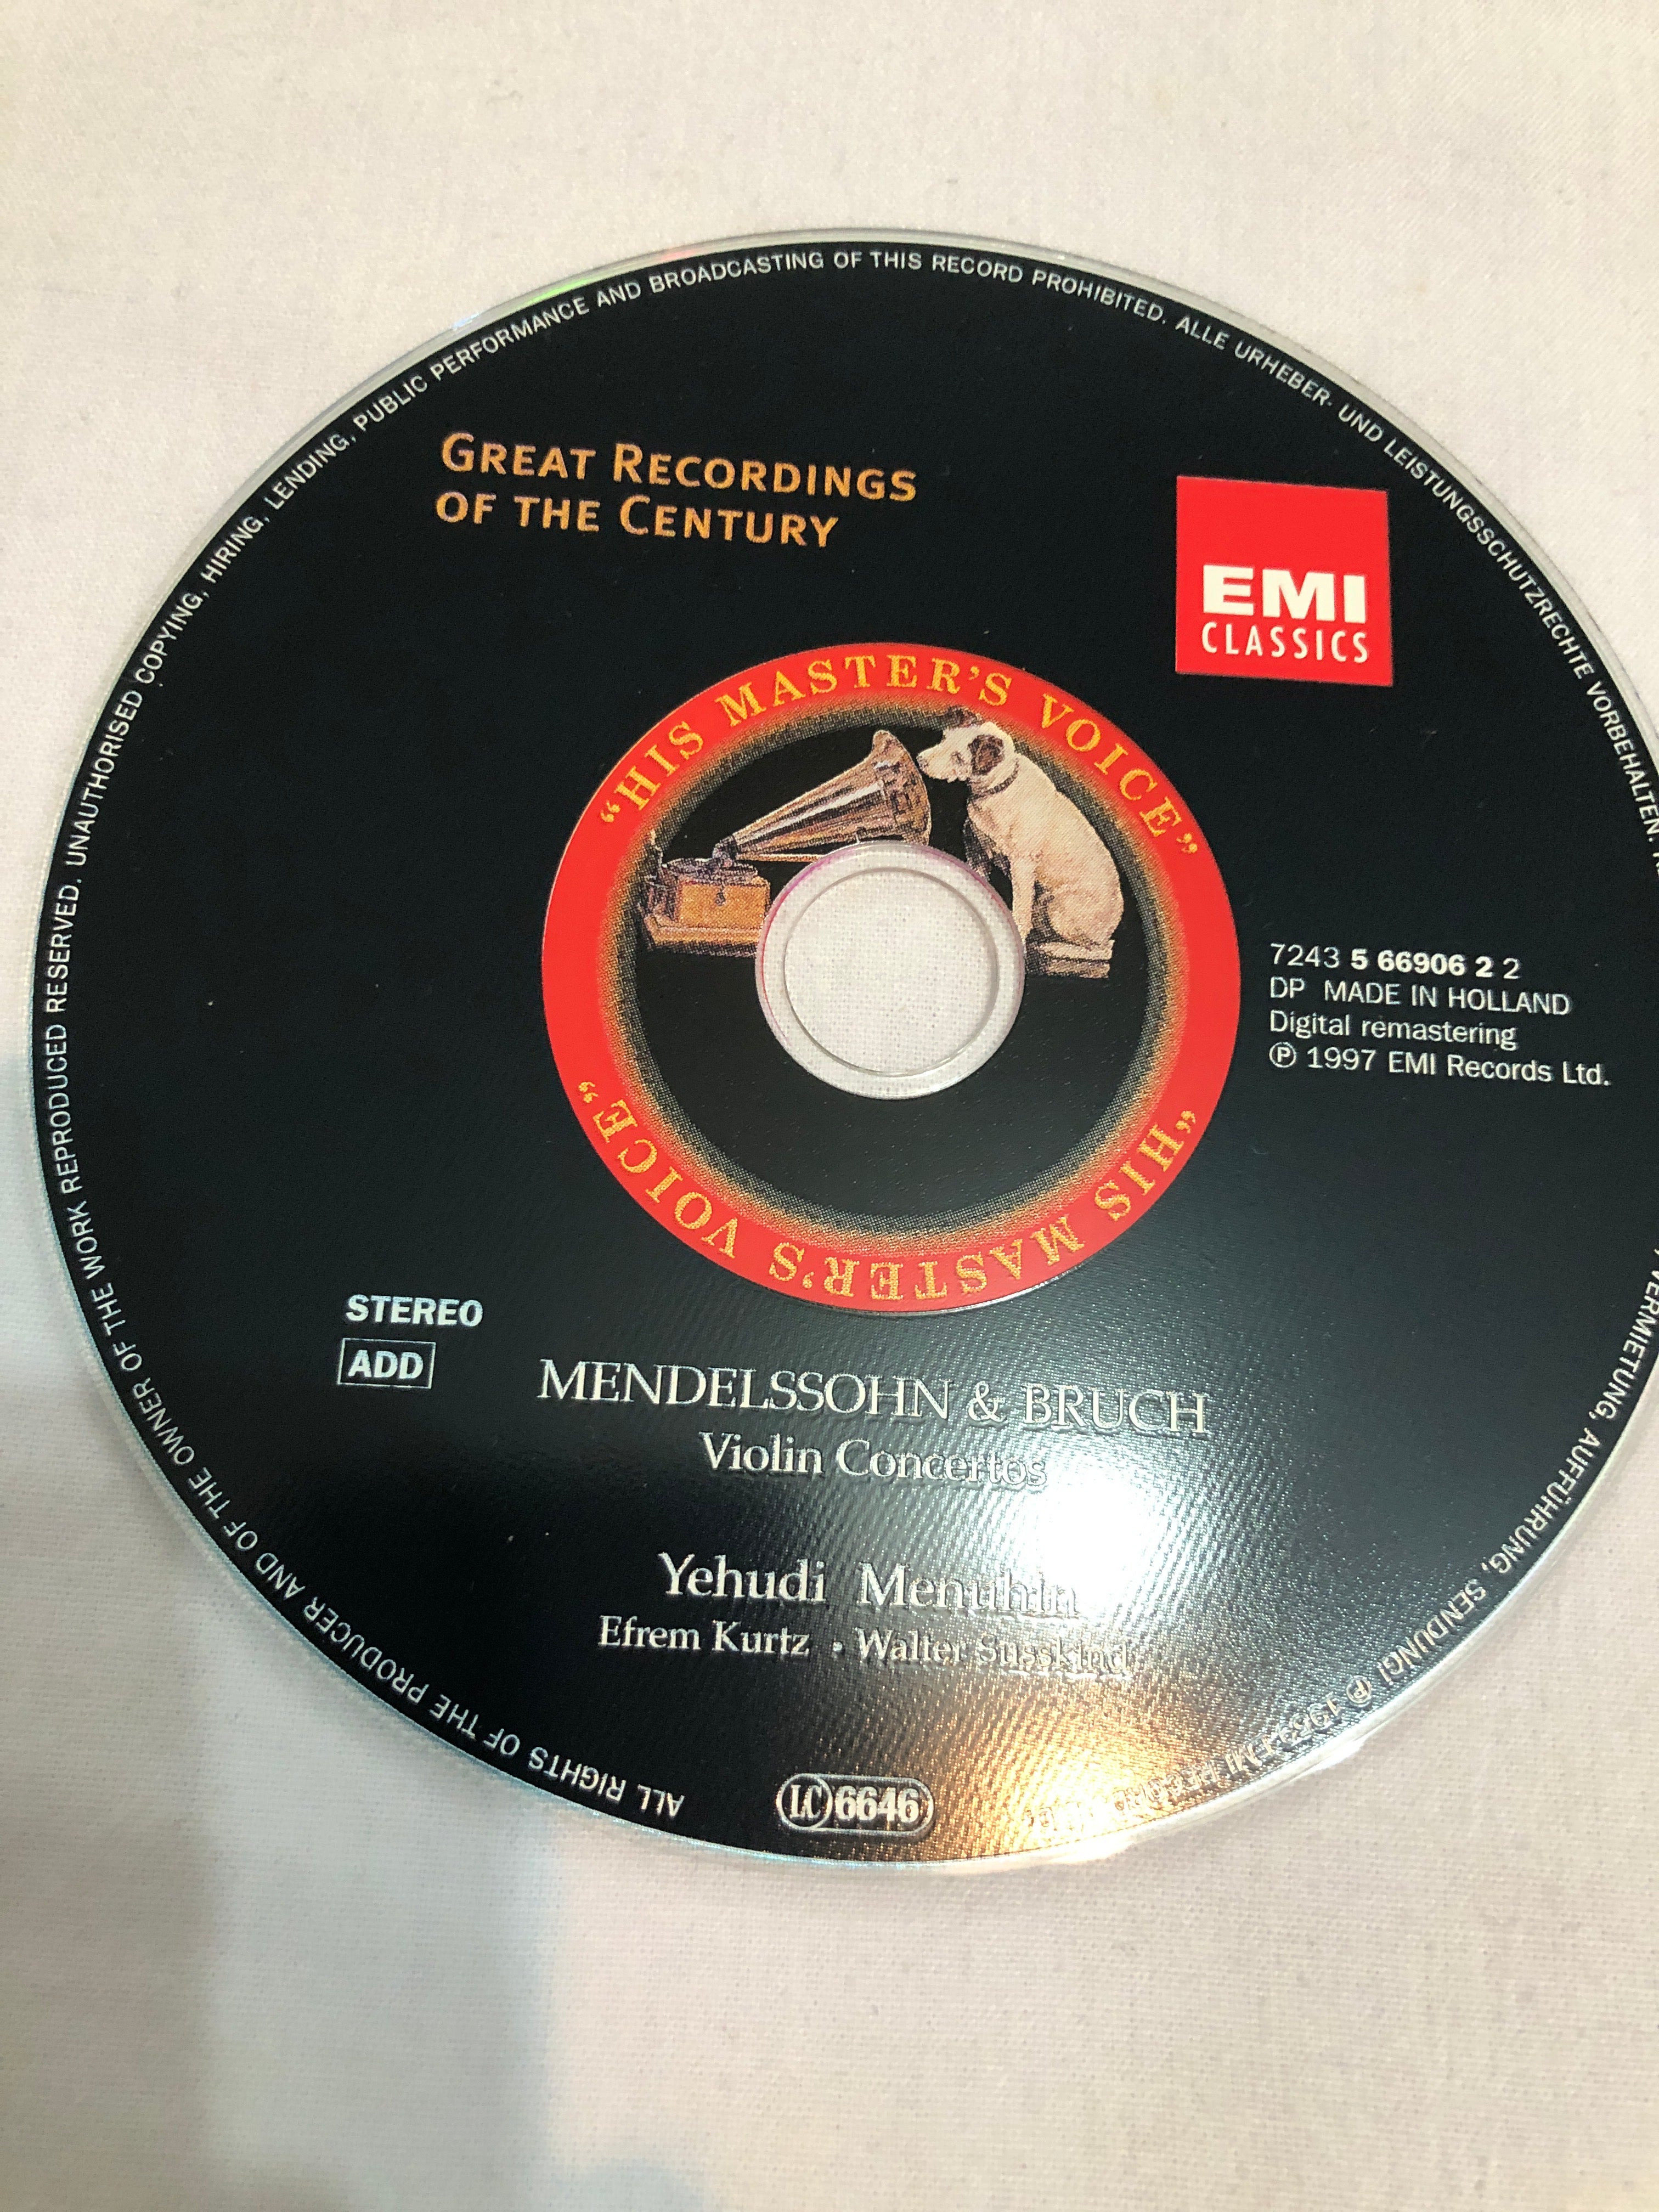 GREAT RECORDINGS
OF THE CENTURY
EMI
CLASSICS
“HIS MASTER'S VOICE”
“HIS MASTER'S VOICE”
7243 5 66906 2 2
DP MADE IN HOLLAND
Digital remastering
℗ 1997 EMI Records Ltd.
STEREO
ADD
MENDELSSOHN & BRUCH
Violin Concertos
Yehudi Menuhin
Efrem Kurtz • Walter Susskind
LC 6646
ALL RIGHTS OF THE PRODUCER AND OF THE OWNER OF THE WORK REPRODUCED RESERVED. UNAUTHORISED COPYING, HIRING, LENDING, PUBLIC PERFORMANCE AND BROADCASTING OF THIS RECORD PROHIBITED. ALLE URHEBER- UND LEISTUNGSSCHUTZRECHTE VORBEHALTEN. VERMIETUNG, AUFFÜHRUNG, SENDUNG! ℗